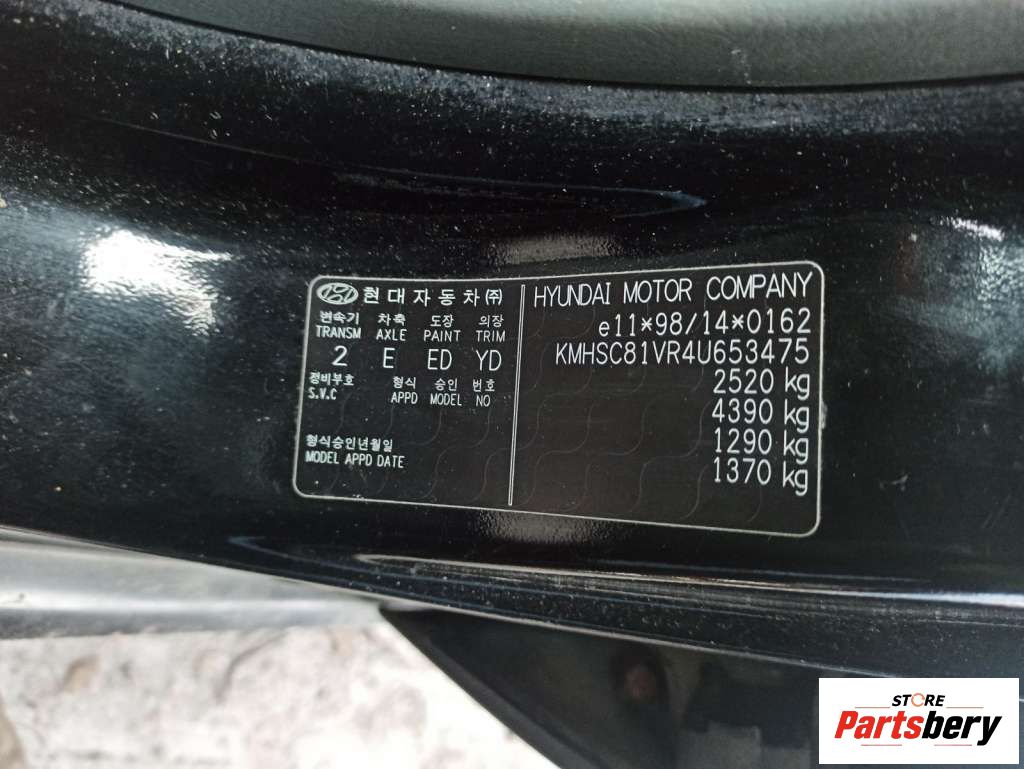 현대자동차㈜
변속기 차축 도장 의장
TRANSM AXLE PAINT TRIM
2 E ED YD
정비부호 형식 승인 번호
S.V.C APPD MODEL NO
형식승인년월일
MODEL APPD DATE
HYUNDAI MOTOR COMPANY
e11*98/14*0162
KMHSC81VR4U653475
2520 kg
4390 kg
1290 kg
1370 kg
STORE
Partsbery